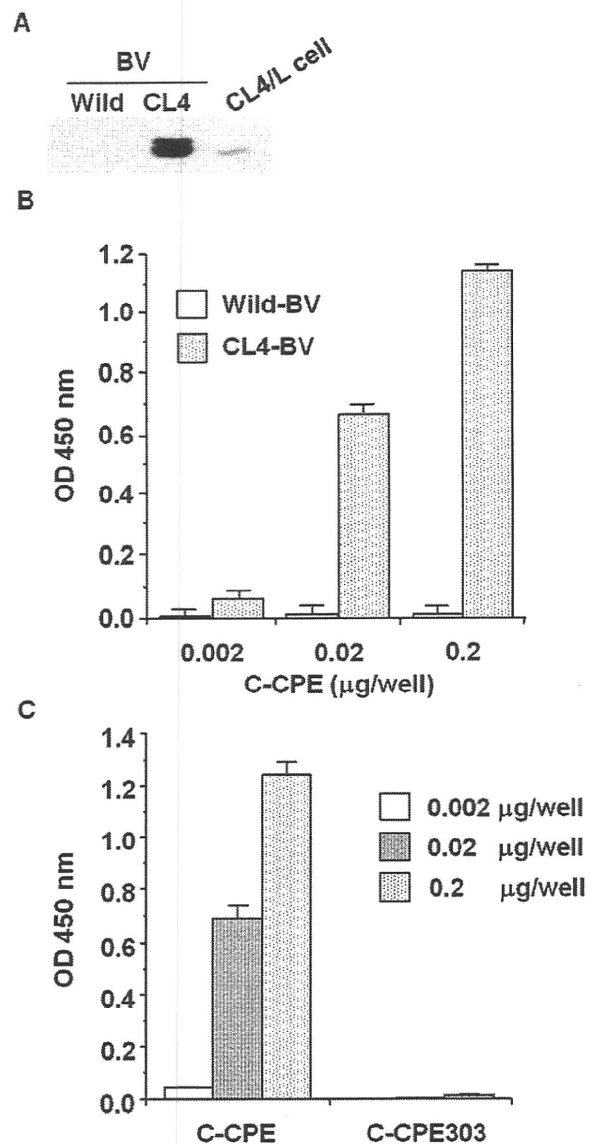 A
BV
Wild CL4 CL4/L cell
B
1.2
1.0
0.8
0.6
0.4
0.2
0.0
OD 450 nm
Wild-BV
CL4-BV
0.002 0.02 0.2
C-CPE (μg/well)
C
1.4
1.2
1.0
0.8
0.6
0.4
0.2
0.0
OD 450 nm
0.002 μg/well
0.02 μg/well
0.2 μg/well
C-CPE C-CPE303